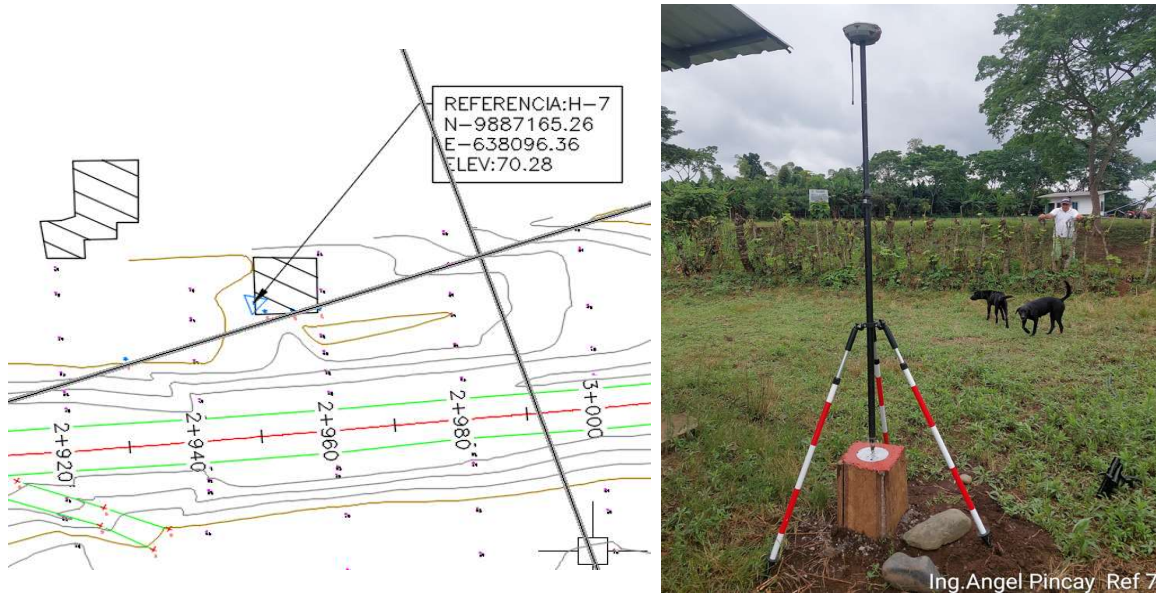 REFERENCIA:H-7
N-9887165.26
E-638096.36
ELEV:70.28
2+920
2+940
2+960
2+980
3+000
Ing.Angel Pincay Ref 7